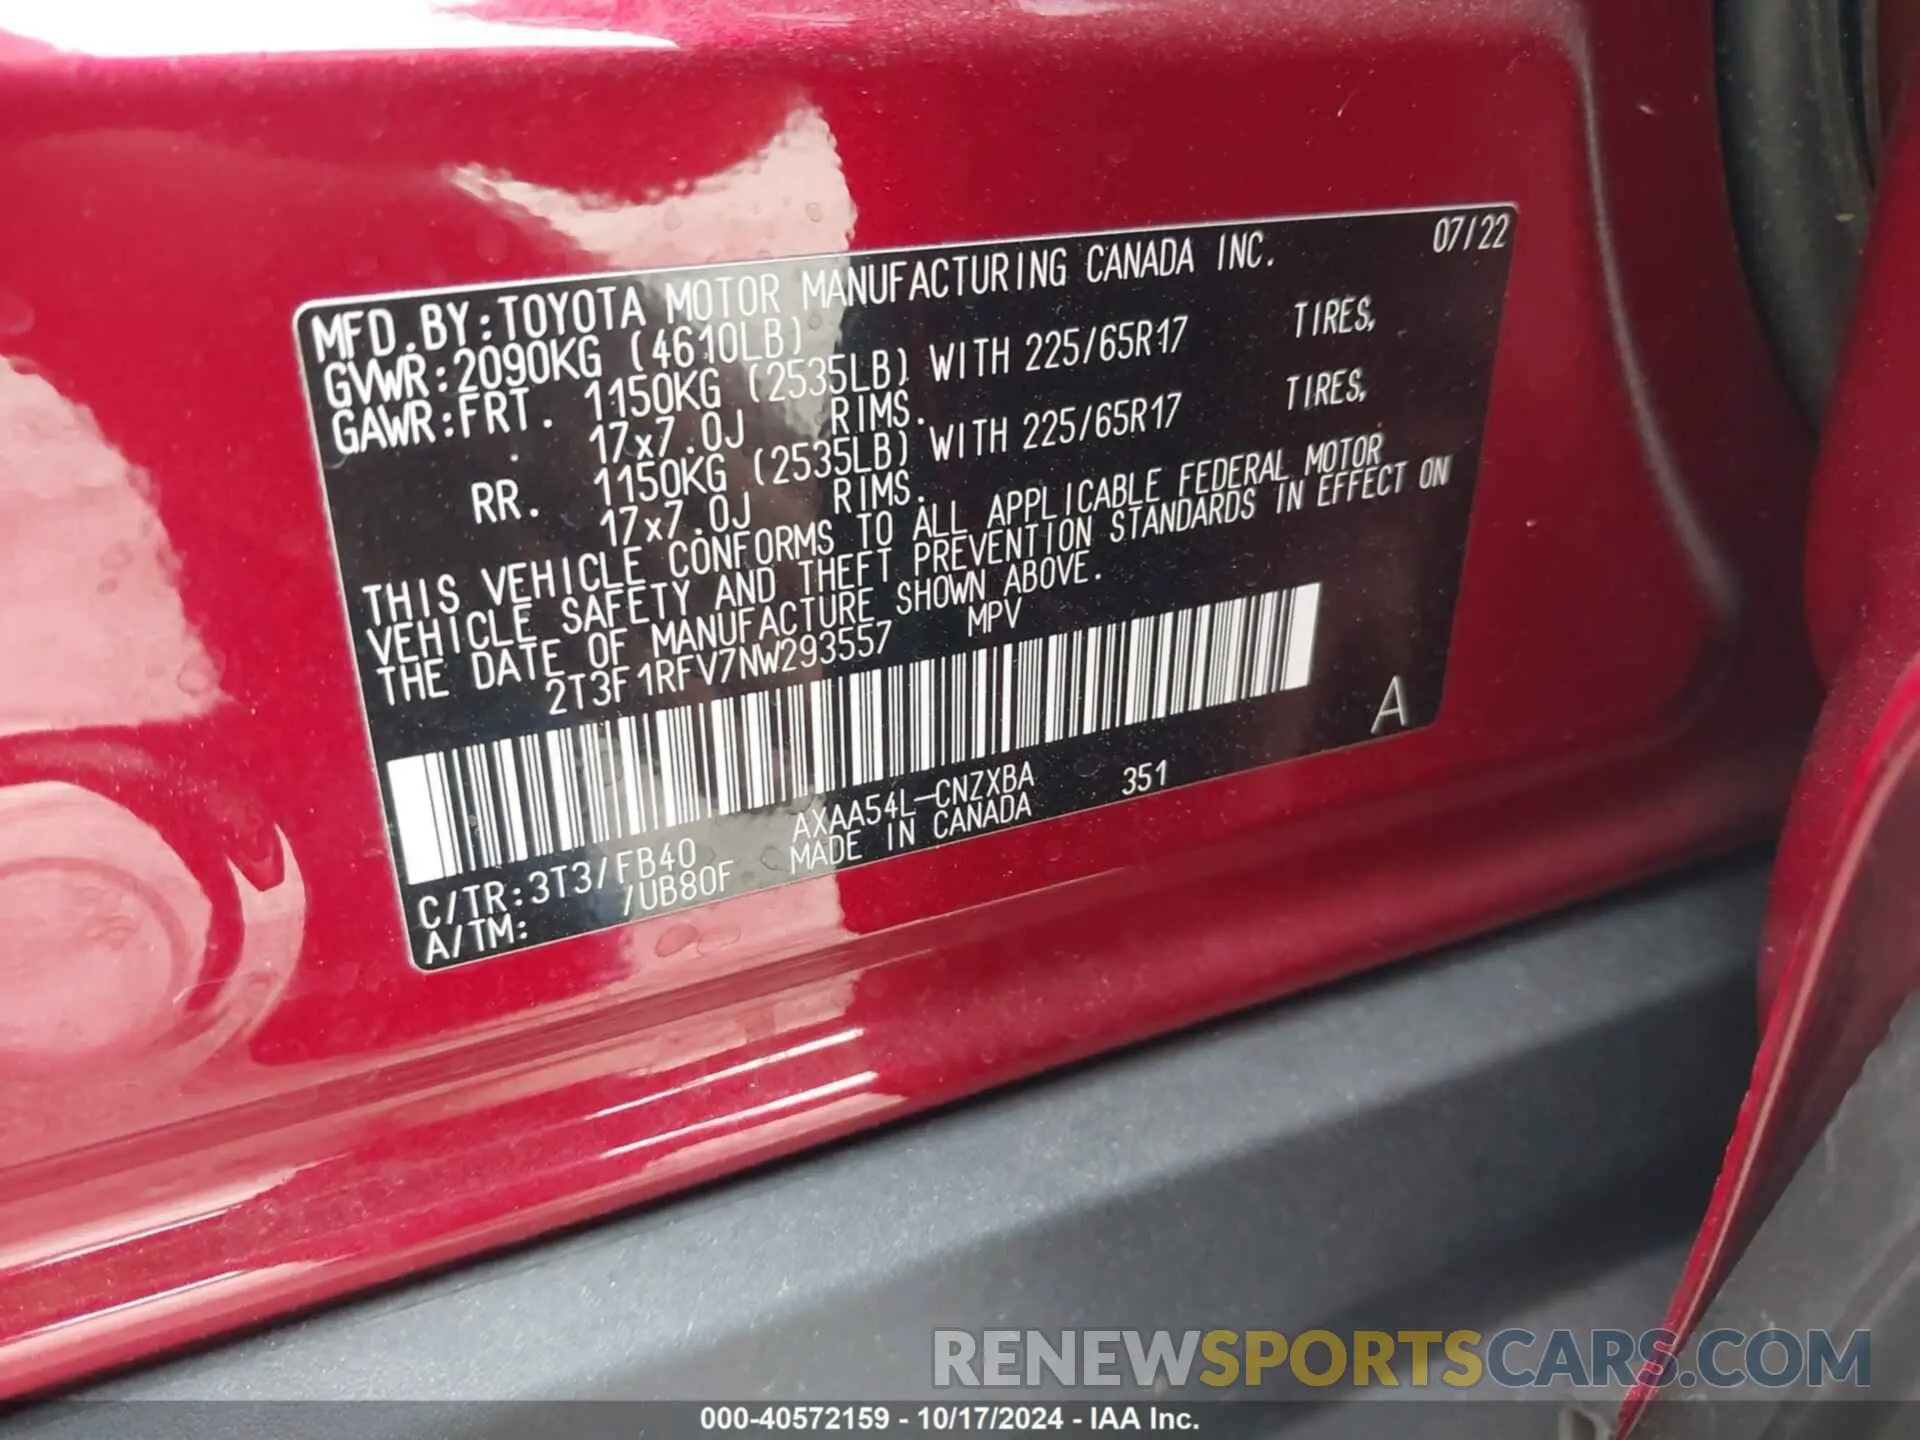 MFD.BY:TOYOTA MOTOR MANUFACTURING CANADA INC. 07/22
GVWR:2090KG (4610LB)
GAWR:FRT. 1150KG (2535LB) WITH 225/65R17 TIRES,
17x7.0J RIMS.
RR. 1150KG (2535LB) WITH 225/65R17 TIRES,
17x7.0J RIMS.
THIS VEHICLE CONFORMS TO ALL APPLICABLE FEDERAL MOTOR
VEHICLE SAFETY AND THEFT PREVENTION STANDARDS IN EFFECT ON
THE DATE OF MANUFACTURE SHOWN ABOVE.
2T3F1RFV7NW293557 MPV
A
C/TR:3T3/FB40 AXAA54L-CNZXBA 351
A/TM: /UB80F MADE IN CANADA
RENEWSPORTSCARS.COM
000-40572159 - 10/17/2024 - IAA Inc.